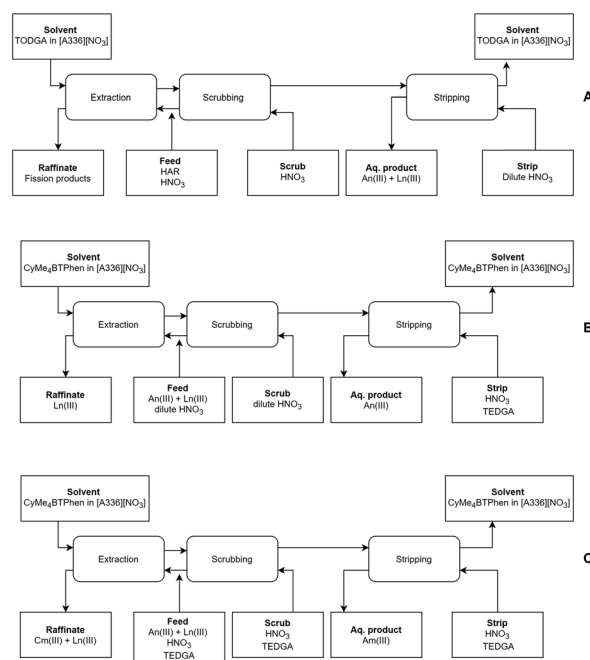 Solvent
TODGA in [A336][NO3]
Solvent
TODGA in [A336][NO3]
Extraction
Scrubbing
Stripping
A
Raffinate
Fission products
Feed
HAR
HNO3
Scrub
HNO3
Aq. product
An(III) + Ln(III)
Strip
Dilute HNO3
Solvent
CyMe4BTPhen in [A336][NO3]
Solvent
CyMe4BTPhen in [A336][NO3]
Extraction
Scrubbing
Stripping
B
Raffinate
Ln(III)
Feed
An(III) + Ln(III)
dilute HNO3
Scrub
dilute HNO3
Aq. product
An(III)
Strip
HNO3
TEDGA
Solvent
CyMe4BTPhen in [A336][NO3]
Solvent
CyMe4BTPhen in [A336][NO3]
Extraction
Scrubbing
Stripping
C
Raffinate
Cm(III) + Ln(III)
Feed
An(III) + Ln(III)
HNO3
TEDGA
Scrub
HNO3
TEDGA
Aq. product
Am(III)
Strip
HNO3
TEDGA